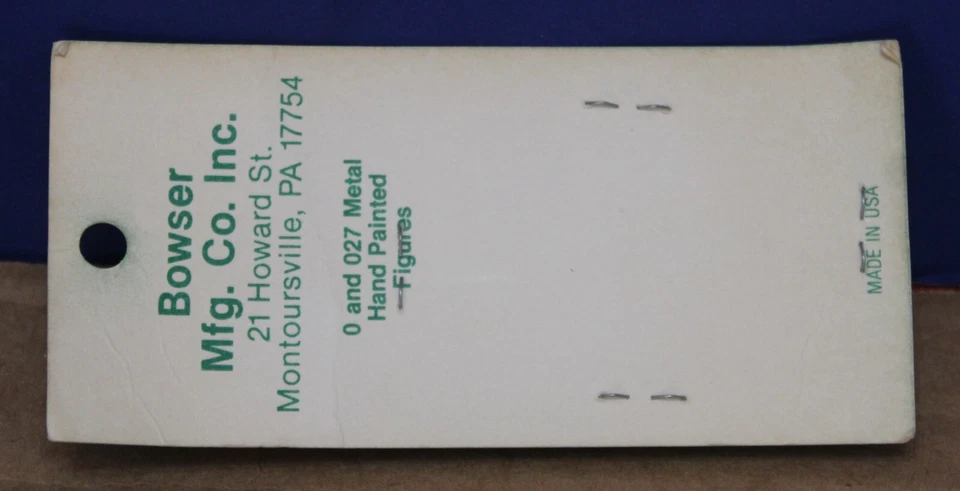 Bowser
Mfg. Co. Inc.
21 Howard St.
Montoursville, PA 17754
0 and 027 Metal
Hand Painted
Figures
MADE IN USA